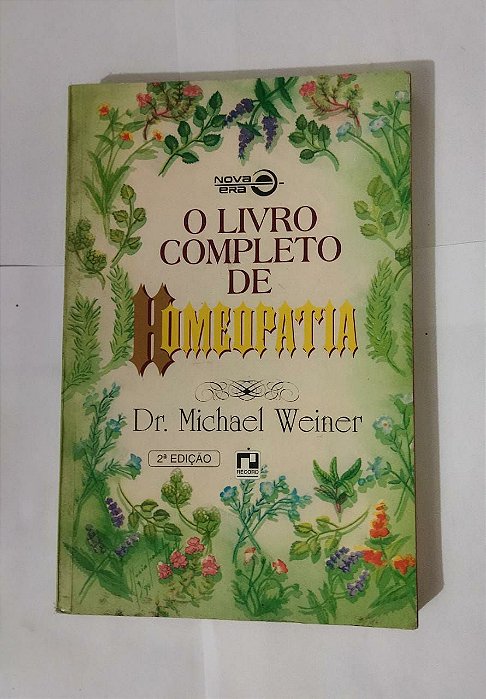 NOVA
ERA
O LIVRO
COMPLETO
DE
HOMEOPATIA
Dr. Michael Weiner
2ª EDIÇÃO
RECORD